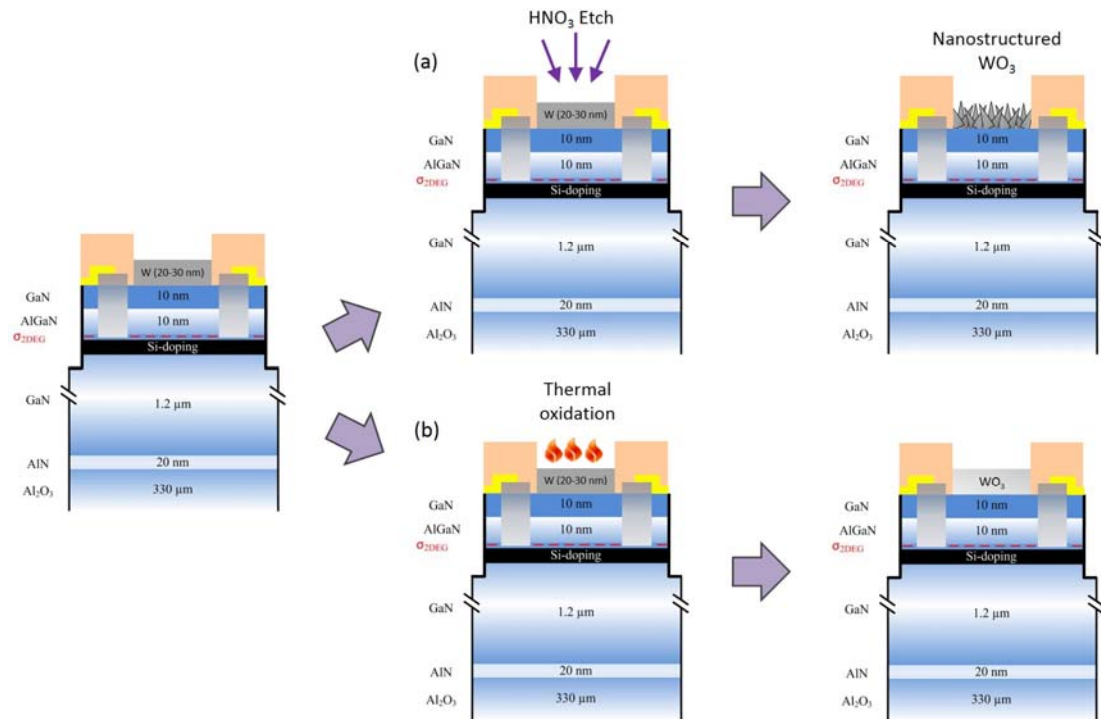 HNO₃ Etch
(a)
Nanostructured
WO₃
W (20-30 nm)
GaN
10 nm
AlGaN
10 nm
σ2DEG
Si-doping
GaN
1.2 µm
AlN
20 nm
Al₂O₃
330 µm
GaN
10 nm
AlGaN
10 nm
σ2DEG
Si-doping
GaN
1.2 µm
AlN
20 nm
Al₂O₃
330 µm
W (20-30 nm)
GaN
10 nm
AlGaN
10 nm
σ2DEG
Si-doping
GaN
1.2 µm
AlN
20 nm
Al₂O₃
330 µm
(b)
Thermal
oxidation
W (20-30 nm)
GaN
10 nm
AlGaN
10 nm
σ2DEG
Si-doping
GaN
1.2 µm
AlN
20 nm
Al₂O₃
330 µm
WO₃
GaN
10 nm
AlGaN
10 nm
σ2DEG
Si-doping
GaN
1.2 µm
AlN
20 nm
Al₂O₃
330 µm